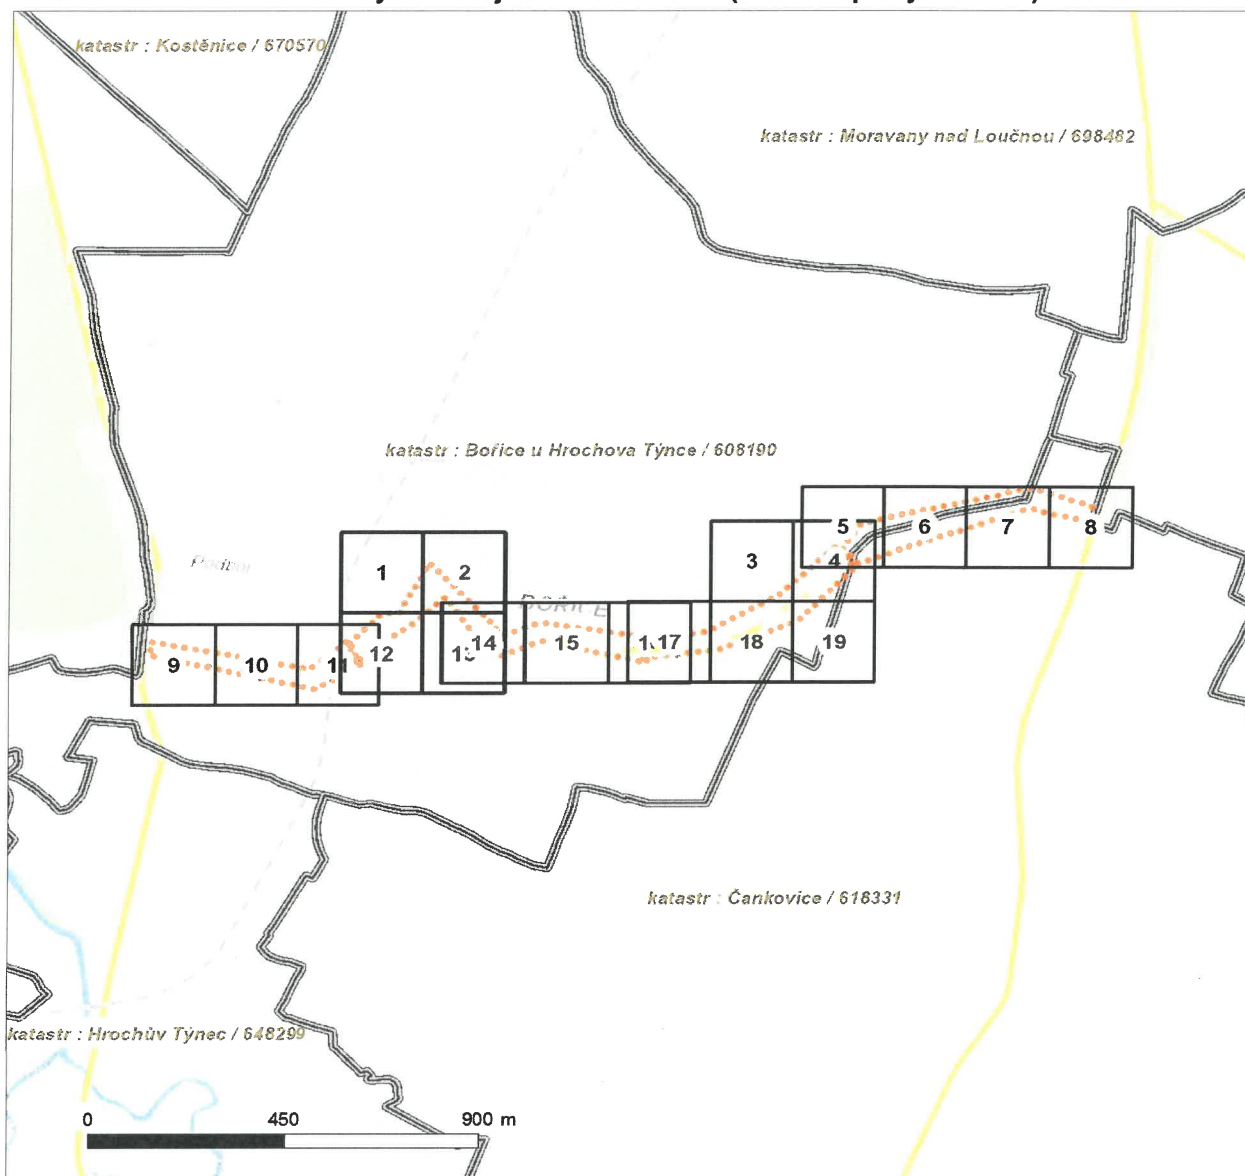 katastr : Kostěnice / 670570
katastr : Moravany nad Loučnou / 698482
katastr : Bořice u Hrochova Týnce / 608190
5 6 7 8
3 4
1 2
BOŘICE
14 15 17 18 19
9 10 11 12
katastr : Čankovice / 618331
katastr : Hrochův Týnec / 648299
0 450 900 m